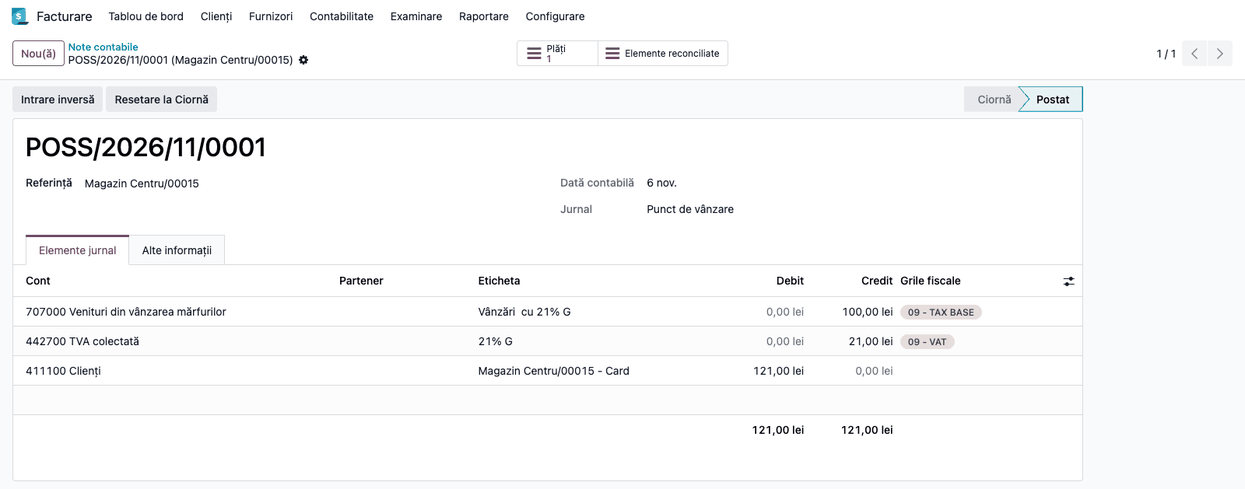 Facturare Tablou de bord Clienți Furnizori Contabilitate Examinare Raportare Configurare
Nou(ă)
Note contabile
POSS/2026/11/0001 (Magazin Centru/00015)
Plăți
1
Elemente reconciliate
1 / 1
Intrare inversă Resetare la Ciornă Ciornă Postat
POSS/2026/11/0001
Referință Magazin Centru/00015 Dată contabilă 6 nov.
Jurnal Punct de vânzare
Elemente jurnal Alte informații
Cont Partener Eticheta Debit Credit Grile fiscale
707000 Venituri din vânzarea mărfurilor Vânzări cu 21% G 0,00 lei 100,00 lei 09 - TAX BASE
442700 TVA colectată 21% G 0,00 lei 21,00 lei 09 - VAT
411100 Clienți Magazin Centru/00015 - Card 121,00 lei 0,00 lei
121,00 lei 121,00 lei